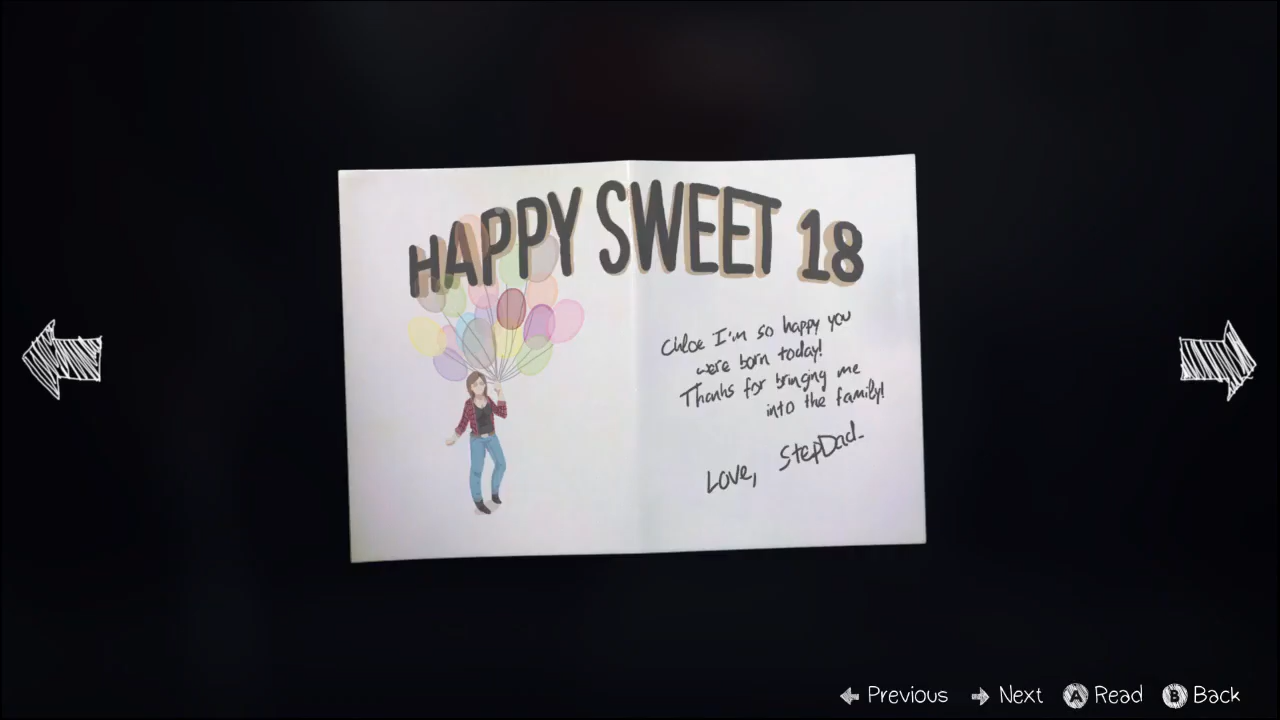 HAPPY SWEET 18
Chloe I'm so happy you
were born today!
Thanks for bringing me
into the family!
Love, StepDad
Previous Next A Read B Back